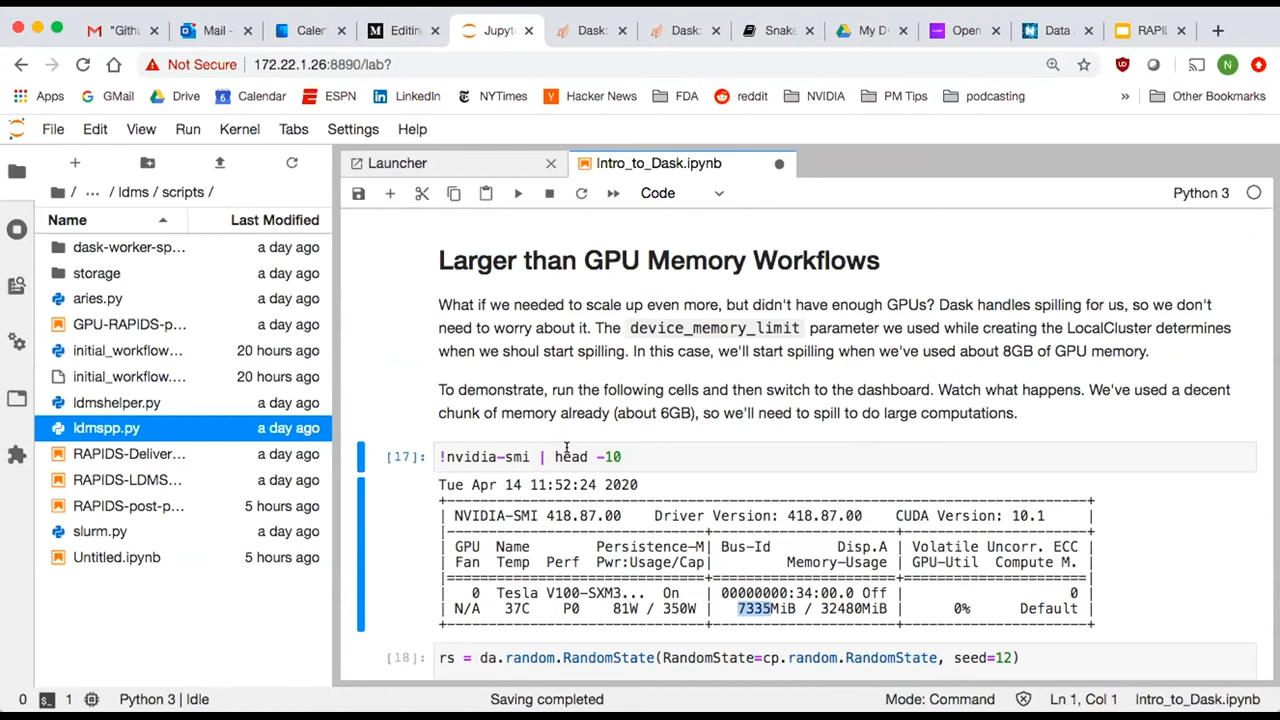 "Gith
Mail -
Calen
Editin
Jupyt
Dask:
Dask:
Snake
My D
Open
Data
RAPID
Not Secure
172.22.1.26:8890/lab?
N
Apps
GMail
Drive
Calendar
ESPN
LinkedIn
NYTimes
Hacker News
FDA
reddit
NVIDIA
PM Tips
podcasting
»
Other Bookmarks
File Edit View Run Kernel Tabs Settings Help
/ ... / ldms / scripts /
Name Last Modified
dask-worker-sp... a day ago
storage a day ago
aries.py a day ago
GPU-RAPIDS-p... a day ago
initial_workflow... 20 hours ago
initial_workflow.... 20 hours ago
ldmshelper.py a day ago
ldmspp.py a day ago
RAPIDS-Deliver... a day ago
RAPIDS-LDMS... a day ago
RAPIDS-post-p... 5 hours ago
slurm.py a day ago
Untitled.ipynb 5 hours ago
Launcher
Intro_to_Dask.ipynb
Code
Python 3
Larger than GPU Memory Workflows
What if we needed to scale up even more, but didn't have enough GPUs? Dask handles spilling for us, so we don't
need to worry about it. The device_memory_limit parameter we used while creating the LocalCluster determines
when we shoul start spilling. In this case, we'll start spilling when we've used about 8GB of GPU memory.
To demonstrate, run the following cells and then switch to the dashboard. Watch what happens. We've used a decent
chunk of memory already (about 6GB), so we'll need to spill to do large computations.
[17]: !nvidia-smi | head -10
Tue Apr 14 11:52:24 2020
| NVIDIA-SMI 418.87.00 Driver Version: 418.87.00 CUDA Version: 10.1 |
| GPU Name Persistence-M| Bus-Id Disp.A | Volatile Uncorr. ECC |
| Fan Temp Perf Pwr:Usage/Cap| Memory-Usage | GPU-Util Compute M. |
| 0 Tesla V100-SXM3... On | 00000000:34:00.0 Off | 0 |
| N/A 37C P0 81W / 350W | 7335MiB / 32480MiB | 0% Default |
[18]: rs = da.random.RandomState(RandomState=cp.random.RandomState, seed=12)
0
1
Python 3 | Idle
Saving completed
Mode: Command
Ln 1, Col 1
Intro_to_Dask.ipynb